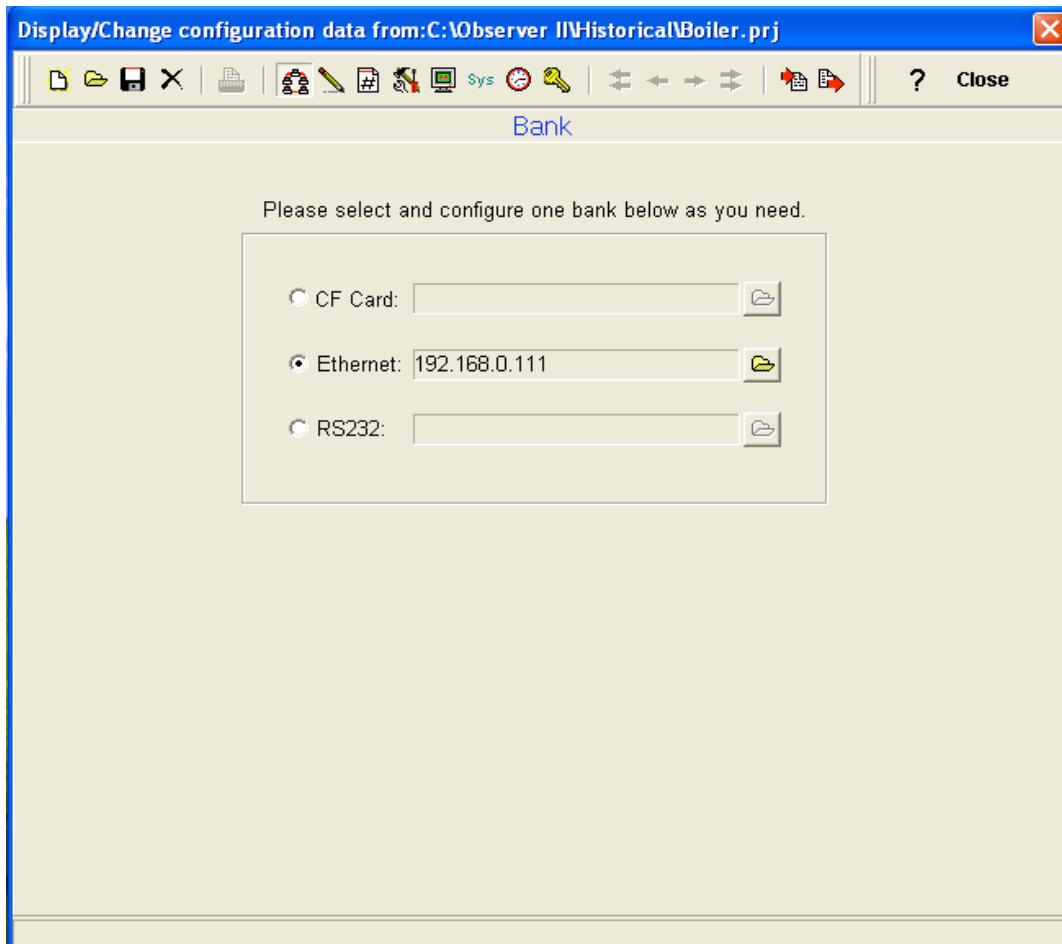 Display/Change configuration data from:C:\Observer II\Historical\Boiler.prj
Sys ? Close
Bank
Please select and configure one bank below as you need.
CF Card:
Ethernet: 192.168.0.111
RS232: